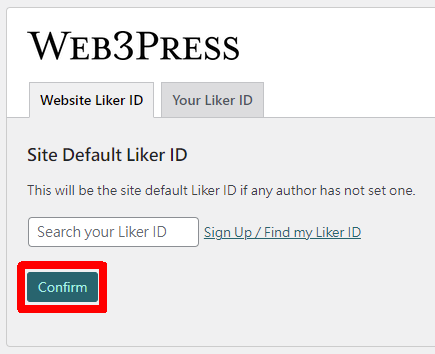 Web3Press
Website Liker ID
Your Liker ID
Site Default Liker ID
This will be the site default Liker ID if any author has not set one.
Search your Liker ID
Sign Up / Find my Liker ID
Confirm